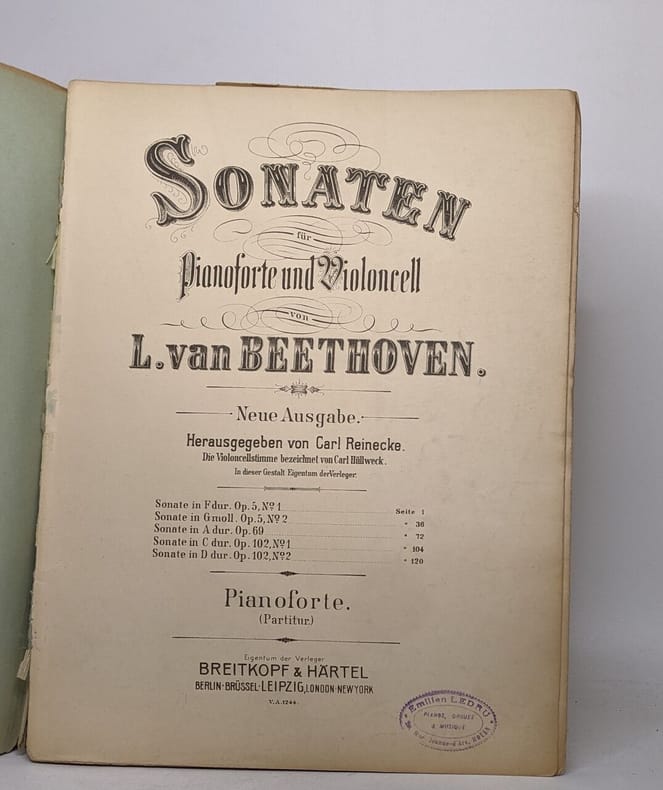 SONATEN
für
Pianoforte und Violoncell
von
L. van BEETHOVEN.
Neue Ausgabe.
Herausgegeben von Carl Reinecke.
Die Violoncellstimme bezeichnet von Carl Hüllweck.
In dieser Gestalt Eigentum der Verleger.
Sonate in F dur. Op. 5, No 1 Seite 1
Sonate in G moll. Op. 5, No 2 " 36
Sonate in A dur. Op. 69 " 72
Sonate in C dur. Op. 102, No 1 " 104
Sonate in D dur. Op. 102, No 2 " 120
Pianoforte.
(Partitur.)
Eigentum der Verleger
BREITKOPF & HÄRTEL
BERLIN · BRÜSSEL · LEIPZIG, LONDON · NEW YORK
V. A. 1244.
Emilien LEDRU
PIANOS, ORGUES
& MUSIQUE
Rue Jeanne-d'Arc, ROUEN